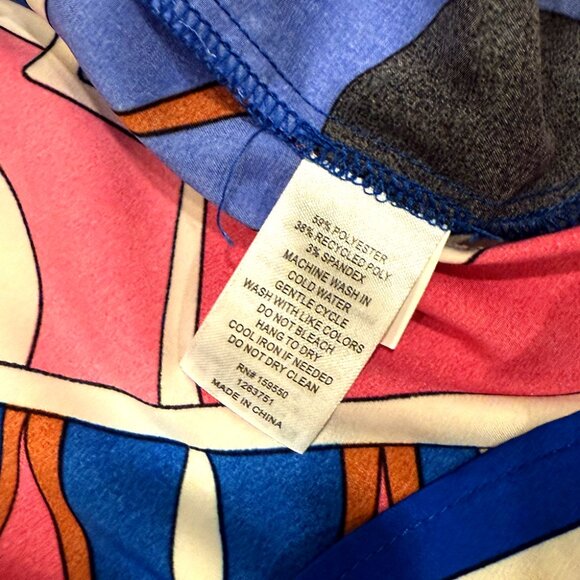 59% POLYESTER
38% RECYCLED POLY
3% SPANDEX
MACHINE WASH IN
COLD WATER
GENTLE CYCLE
WASH WITH LIKE COLORS
DO NOT BLEACH
HANG TO DRY
COOL IRON IF NEEDED
DO NOT DRY CLEAN
RN# 159550
1263751
MADE IN CHINA